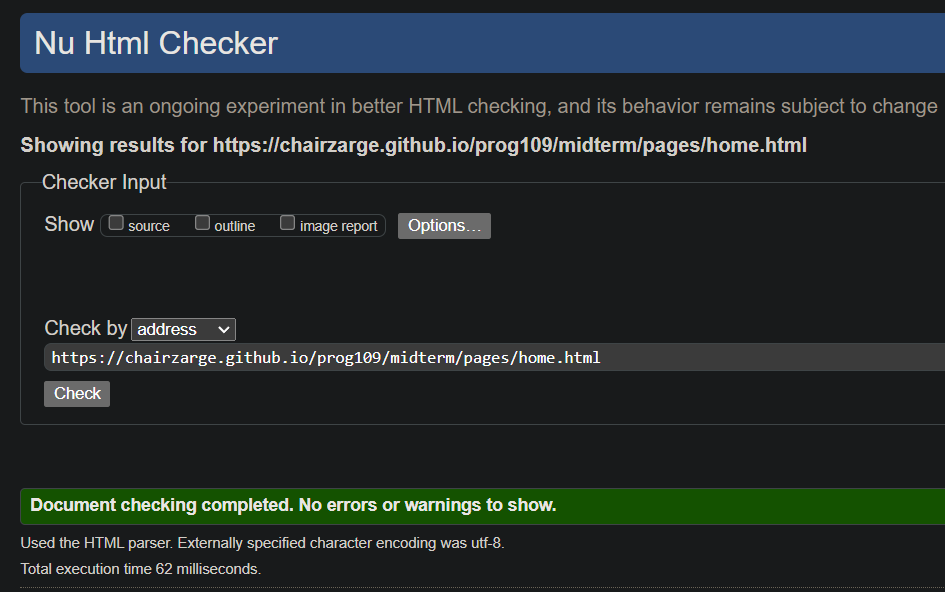 Nu Html Checker
This tool is an ongoing experiment in better HTML checking, and its behavior remains subject to change
Showing results for https://chairzarge.github.io/prog109/midterm/pages/home.html
Checker Input
Show source outline image report Options…
Check by address
https://chairzarge.github.io/prog109/midterm/pages/home.html
Check
Document checking completed. No errors or warnings to show.
Used the HTML parser. Externally specified character encoding was utf-8.
Total execution time 62 milliseconds.